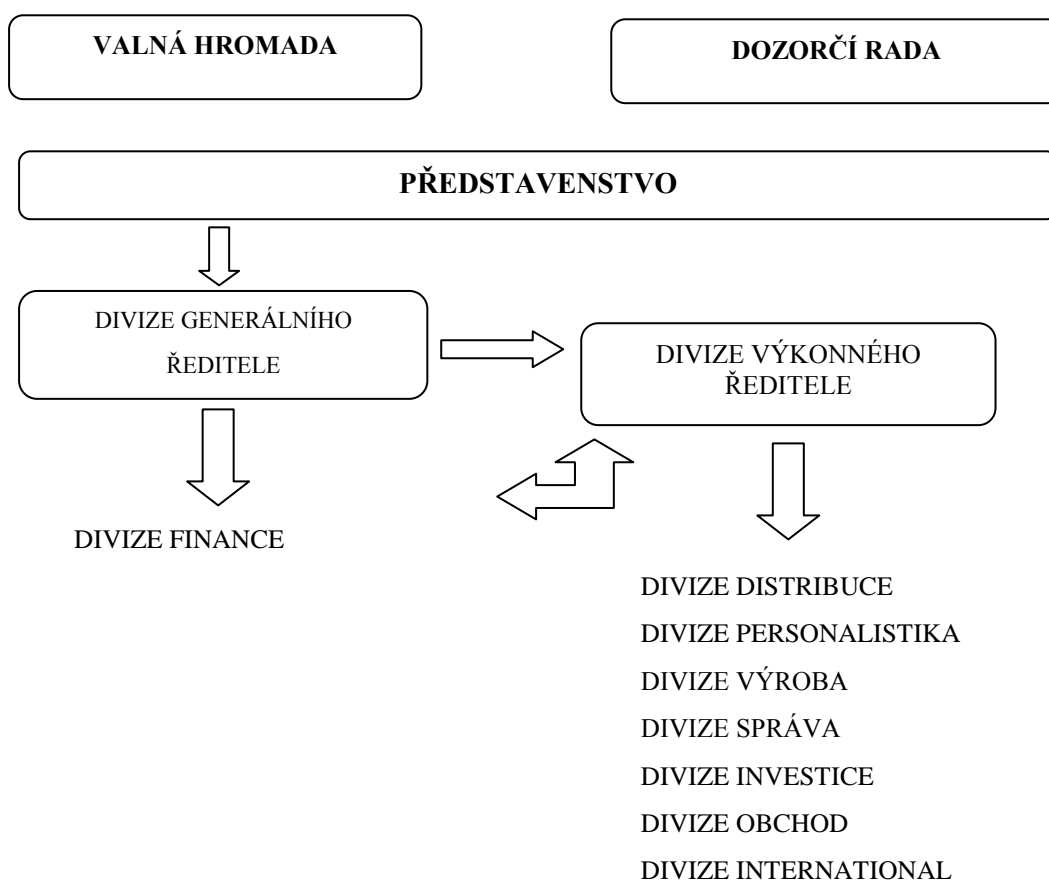 VALNÁ HROMADA
DOZORČÍ RADA
PŘEDSTAVENSTVO
DIVIZE GENERÁLNÍHO
ŘEDITELE
DIVIZE VÝKONNÉHO
ŘEDITELE
DIVIZE FINANCE
DIVIZE DISTRIBUCE
DIVIZE PERSONALISTIKA
DIVIZE VÝROBA
DIVIZE SPRÁVA
DIVIZE INVESTICE
DIVIZE OBCHOD
DIVIZE INTERNATIONAL